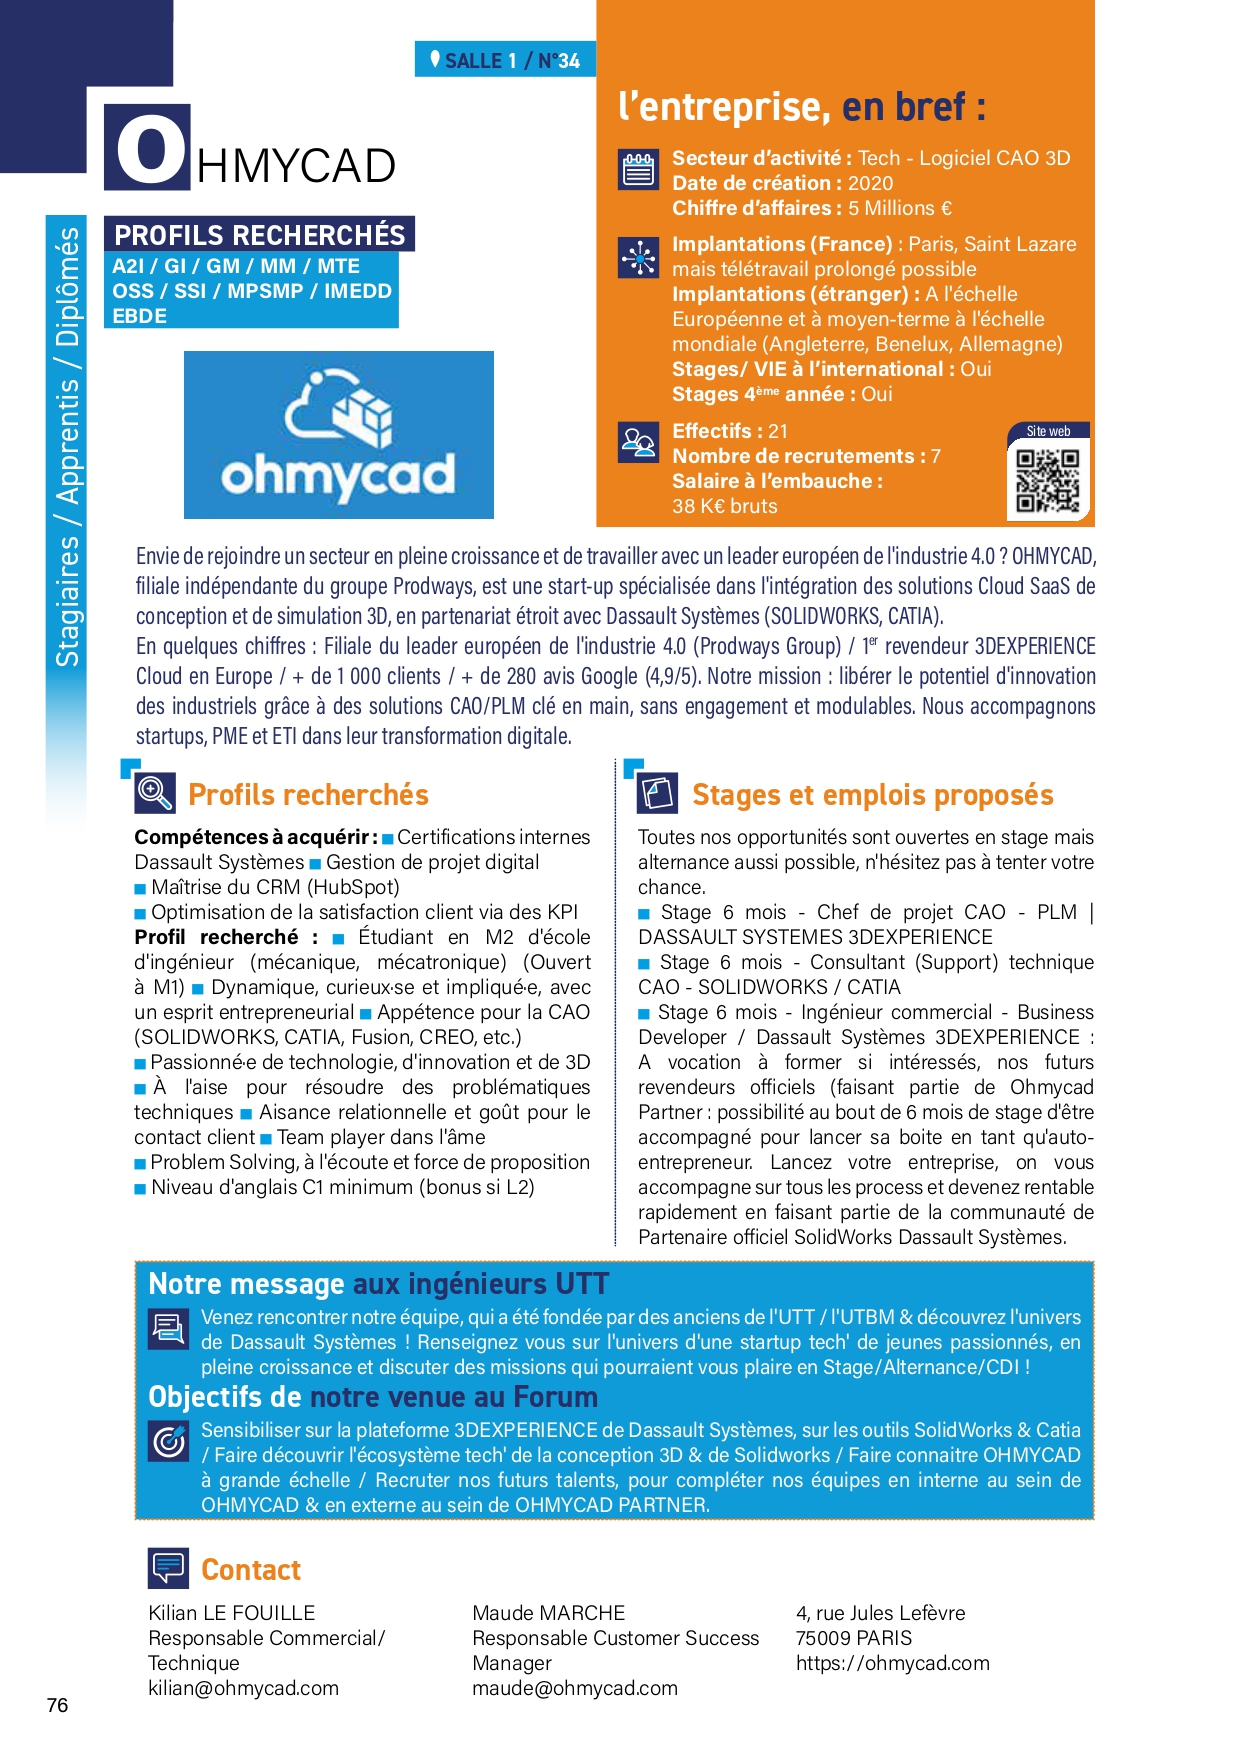 SALLE 1 / N°34
OHMYCAD
PROFILS RECHERCHÉS
A2I / GI / GM / MM / MTE
OSS / SSI / MPSMP / IMEDD
EBDE
Stagiaires / Apprentis / Diplômés
ohmycad
l’entreprise, en bref :
Secteur d’activité : Tech - Logiciel CAO 3D
Date de création : 2020
Chiffre d’affaires : 5 Millions €
Implantations (France) : Paris, Saint Lazare
mais télétravail prolongé possible
Implantations (étranger) : A l'échelle
Européenne et à moyen-terme à l'échelle
mondiale (Angleterre, Benelux, Allemagne)
Stages/ VIE à l’international : Oui
Stages 4ème année : Oui
Effectifs : 21
Nombre de recrutements : 7
Salaire à l’embauche :
38 K€ bruts
Site web
Envie de rejoindre un secteur en pleine croissance et de travailler avec un leader européen de l'industrie 4.0 ? OHMYCAD,
filiale indépendante du groupe Prodways, est une start-up spécialisée dans l'intégration des solutions Cloud SaaS de
conception et de simulation 3D, en partenariat étroit avec Dassault Systèmes (SOLIDWORKS, CATIA).
En quelques chiffres : Filiale du leader européen de l'industrie 4.0 (Prodways Group) / 1er revendeur 3DEXPERIENCE
Cloud en Europe / + de 1 000 clients / + de 280 avis Google (4,9/5). Notre mission : libérer le potentiel d'innovation
des industriels grâce à des solutions CAO/PLM clé en main, sans engagement et modulables. Nous accompagnons
startups, PME et ETI dans leur transformation digitale.
Profils recherchés
Compétences à acquérir : ■ Certifications internes
Dassault Systèmes ■ Gestion de projet digital
■ Maîtrise du CRM (HubSpot)
■ Optimisation de la satisfaction client via des KPI
Profil recherché : ■ Étudiant en M2 d'école
d'ingénieur (mécanique, mécatronique) (Ouvert
à M1) ■ Dynamique, curieux·se et impliqué·e, avec
un esprit entrepreneurial ■ Appétence pour la CAO
(SOLIDWORKS, CATIA, Fusion, CREO, etc.)
■ Passionné·e de technologie, d'innovation et de 3D
■ À l'aise pour résoudre des problématiques
techniques ■ Aisance relationnelle et goût pour le
contact client ■ Team player dans l'âme
■ Problem Solving, à l'écoute et force de proposition
■ Niveau d'anglais C1 minimum (bonus si L2)
Stages et emplois proposés
Toutes nos opportunités sont ouvertes en stage mais
alternance aussi possible, n'hésitez pas à tenter votre
chance.
■ Stage 6 mois - Chef de projet CAO - PLM |
DASSAULT SYSTEMES 3DEXPERIENCE
■ Stage 6 mois - Consultant (Support) technique
CAO - SOLIDWORKS / CATIA
■ Stage 6 mois - Ingénieur commercial - Business
Developer / Dassault Systèmes 3DEXPERIENCE :
A vocation à former si intéressés, nos futurs
revendeurs officiels (faisant partie de Ohmycad
Partner : possibilité au bout de 6 mois de stage d'être
accompagné pour lancer sa boite en tant qu'auto-
entrepreneur. Lancez votre entreprise, on vous
accompagne sur tous les process et devenez rentable
rapidement en faisant partie de la communauté de
Partenaire officiel SolidWorks Dassault Systèmes.
Notre message aux ingénieurs UTT
Venez rencontrer notre équipe, qui a été fondée par des anciens de l'UTT / l'UTBM & découvrez l'univers
de Dassault Systèmes ! Renseignez vous sur l'univers d'une startup tech' de jeunes passionnés, en
pleine croissance et discuter des missions qui pourraient vous plaire en Stage/Alternance/CDI !
Objectifs de notre venue au Forum
Sensibiliser sur la plateforme 3DEXPERIENCE de Dassault Systèmes, sur les outils SolidWorks & Catia
/ Faire découvrir l'écosystème tech' de la conception 3D & de Solidworks / Faire connaitre OHMYCAD
à grande échelle / Recruter nos futurs talents, pour compléter nos équipes en interne au sein de
OHMYCAD & en externe au sein de OHMYCAD PARTNER.
Contact
Kilian LE FOUILLE
Responsable Commercial/
Technique
kilian@ohmycad.com
Maude MARCHE
Responsable Customer Success
Manager
maude@ohmycad.com
4, rue Jules Lefèvre
75009 PARIS
https://ohmycad.com
76